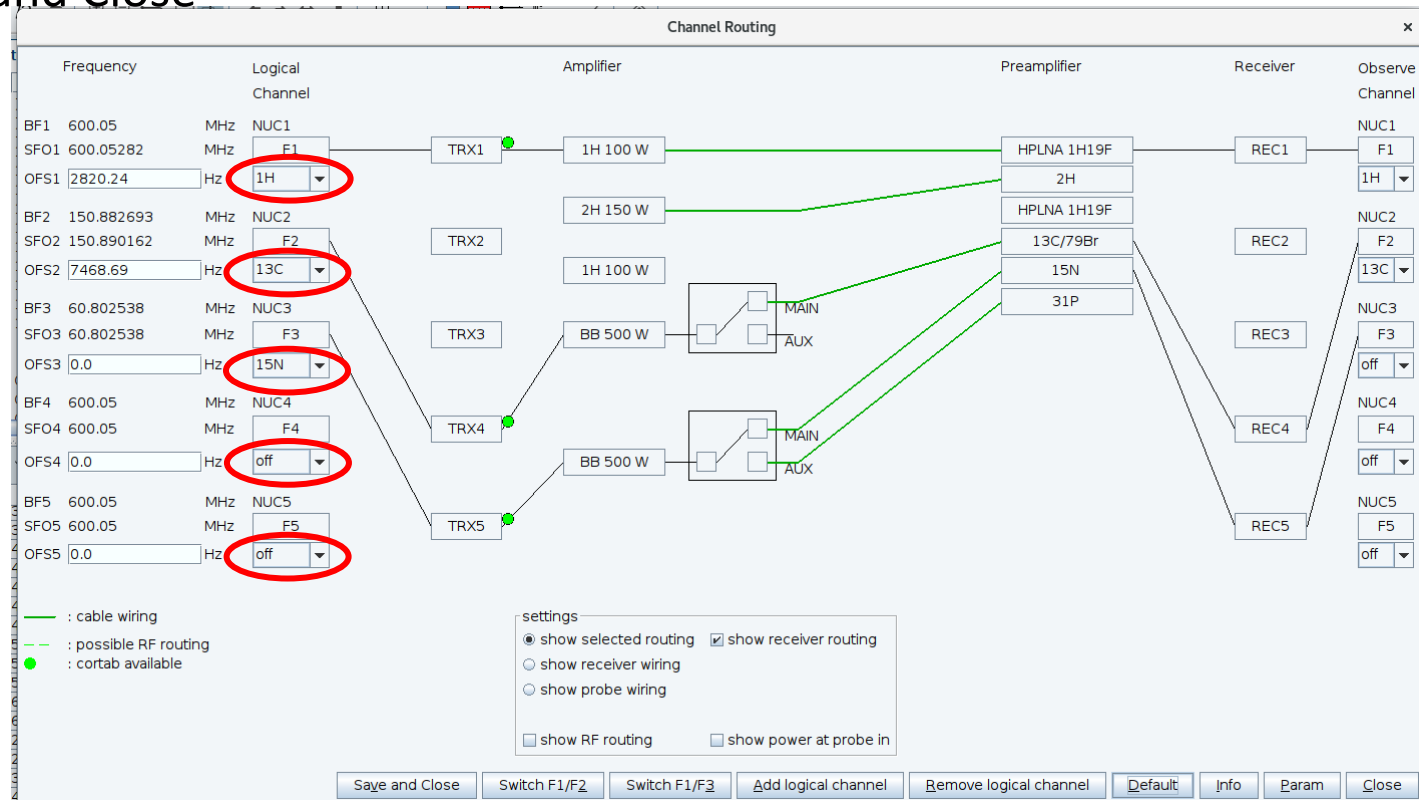 and Close
Channel Routing ×
Frequency Logical Channel Amplifier Preamplifier Receiver Observe Channel
BF1 600.05 MHz NUC1 NUC1
SFO1 600.05282 MHz F1 TRX1 1H 100 W HPLNA 1H19F REC1 F1
OFS1 2820.24 Hz 1H 2H 1H
BF2 150.882693 MHz NUC2 2H 150 W HPLNA 1H19F NUC2
SFO2 150.890162 MHz F2 TRX2 13C/79Br REC2 F2
OFS2 7468.69 Hz 13C 1H 100 W 15N 13C
BF3 60.802538 MHz NUC3 MAIN 31P NUC3
SFO3 60.802538 MHz F3 TRX3 BB 500 W AUX REC3 F3
OFS3 0.0 Hz 15N off
BF4 600.05 MHz NUC4 NUC4
SFO4 600.05 MHz F4 TRX4 MAIN REC4 F4
OFS4 0.0 Hz off BB 500 W AUX off
BF5 600.05 MHz NUC5 NUC5
SFO5 600.05 MHz F5 TRX5 REC5 F5
OFS5 0.0 Hz off off
: cable wiring
: possible RF routing
: cortab available
settings
show selected routing show receiver routing
show receiver wiring
show probe wiring
show RF routing show power at probe in
Save and Close Switch F1/F2 Switch F1/F3 Add logical channel Remove logical channel Default Info Param Close